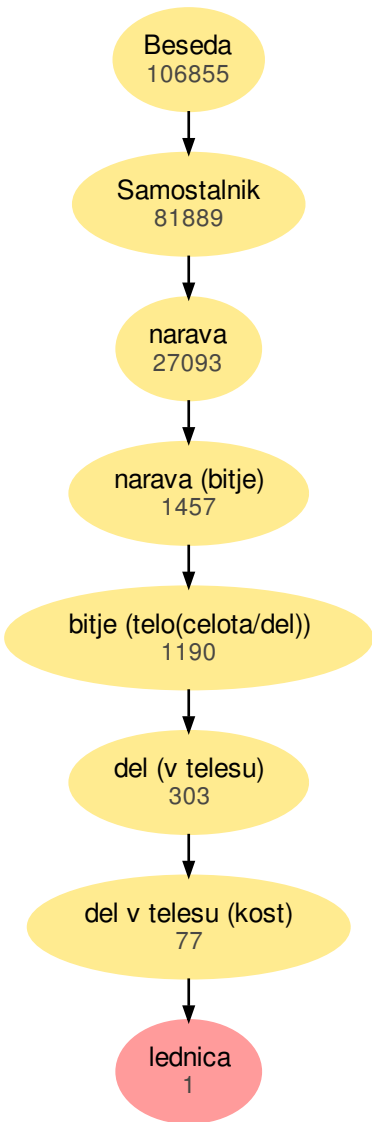 Beseda
106855
Samostalnik
81889
narava
27093
narava (bitje)
1457
bitje (telo(celota/del))
1190
del (v telesu)
303
del v telesu (kost)
77
lednica
1